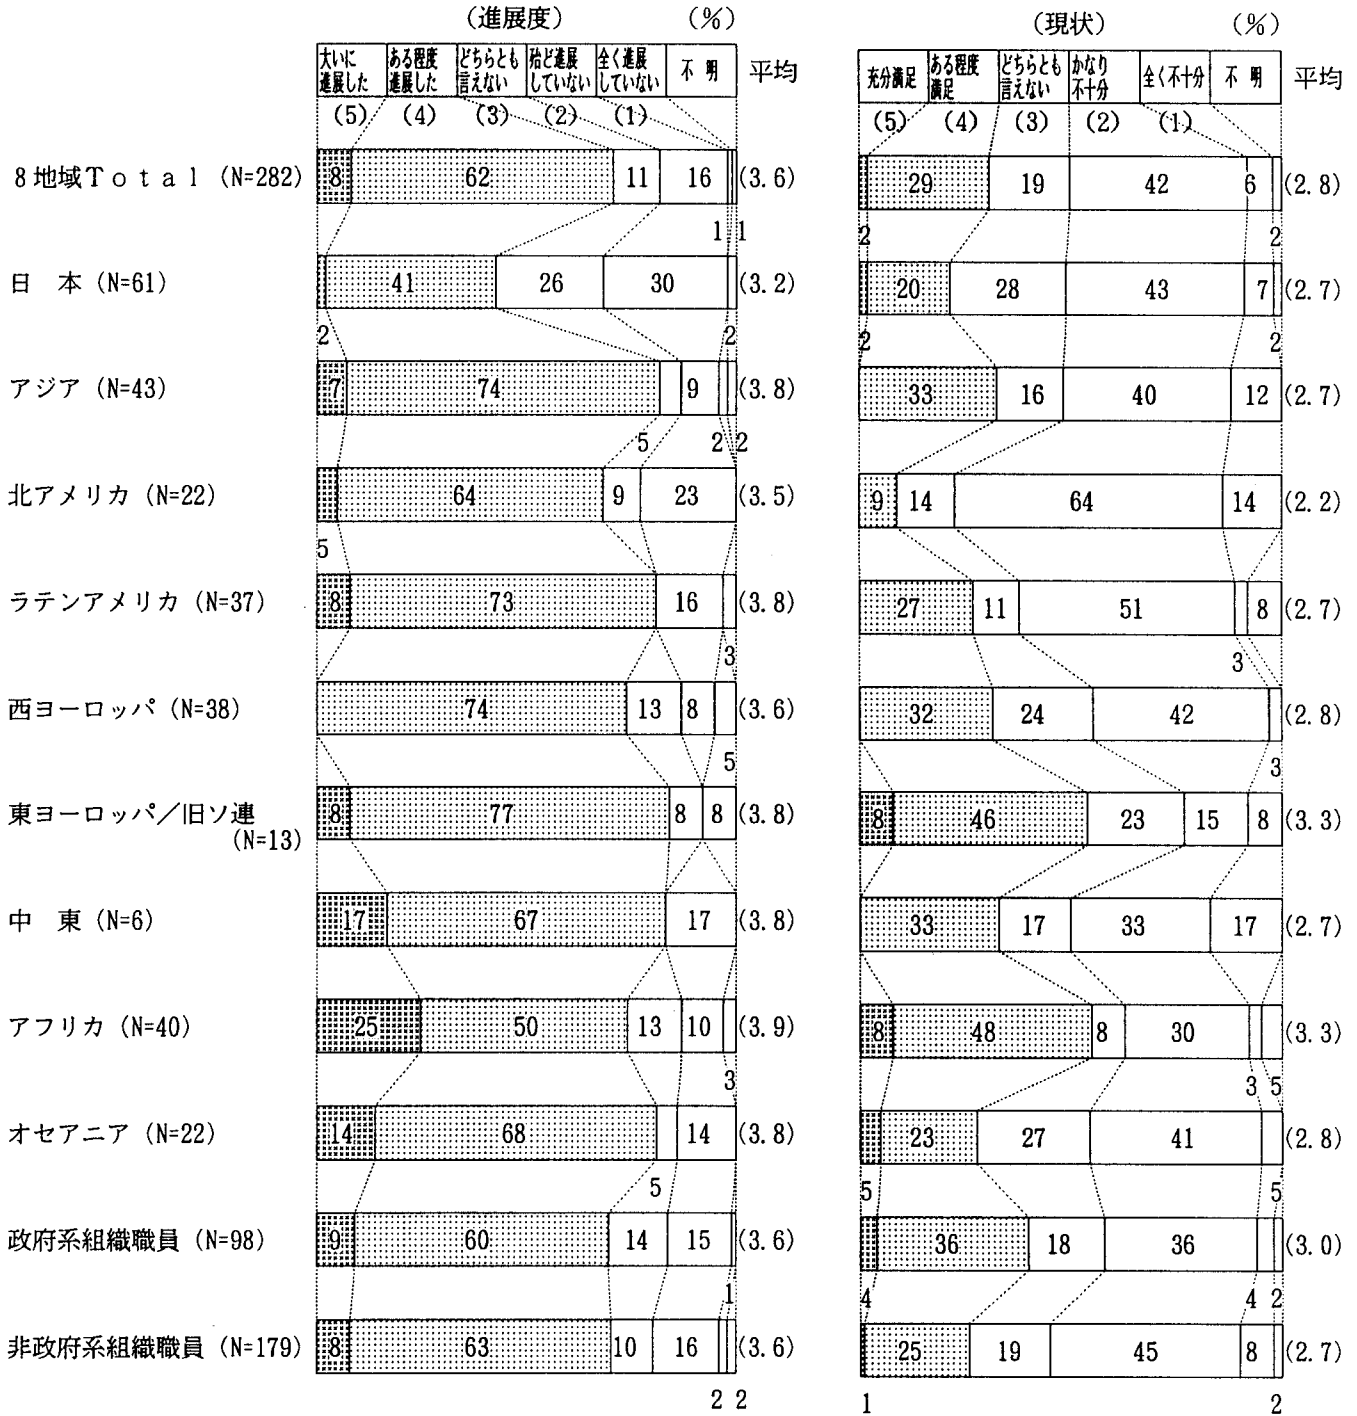 （進展度） （％） （現状） （％）
大いに進展した ある程度進展した どちらとも言えない 殆ど進展していない 全く進展していない 不 明 平均 充分満足 ある程度満足 どちらとも言えない かなり不十分 全く不十分 不 明 平均
(5) (4) (3) (2) (1) (5) (4) (3) (2) (1)
8地域Ｔｏｔａｌ (N=282) 8 62 11 16 (3.6) 29 19 42 6 (2.8)
1 1 2 2
日 本 (N=61) 41 26 30 (3.2) 20 28 43 7 (2.7)
2 2 2 2
アジア (N=43) 7 74 9 (3.8) 33 16 40 12 (2.7)
5 2 2
北アメリカ (N=22) 64 9 23 (3.5) 9 14 64 14 (2.2)
5
ラテンアメリカ (N=37) 8 73 16 (3.8) 27 11 51 8 (2.7)
3 3
西ヨーロッパ (N=38) 74 13 8 (3.6) 32 24 42 (2.8)
5 3
東ヨーロッパ／旧ソ連 8 77 8 8 (3.8) 8 46 23 15 8 (3.3)
(N=13)
中 東 (N=6) 17 67 17 (3.8) 33 17 33 17 (2.7)
アフリカ (N=40) 25 50 13 10 (3.9) 8 48 8 30 (3.3)
3 3 5
オセアニア (N=22) 14 68 14 (3.8) 23 27 41 (2.8)
5 5 5
政府系組織職員 (N=98) 9 60 14 15 (3.6) 36 18 36 (3.0)
1 4 4 2
非政府系組織職員 (N=179) 8 63 10 16 (3.6) 25 19 45 8 (2.7)
2 2 1 2